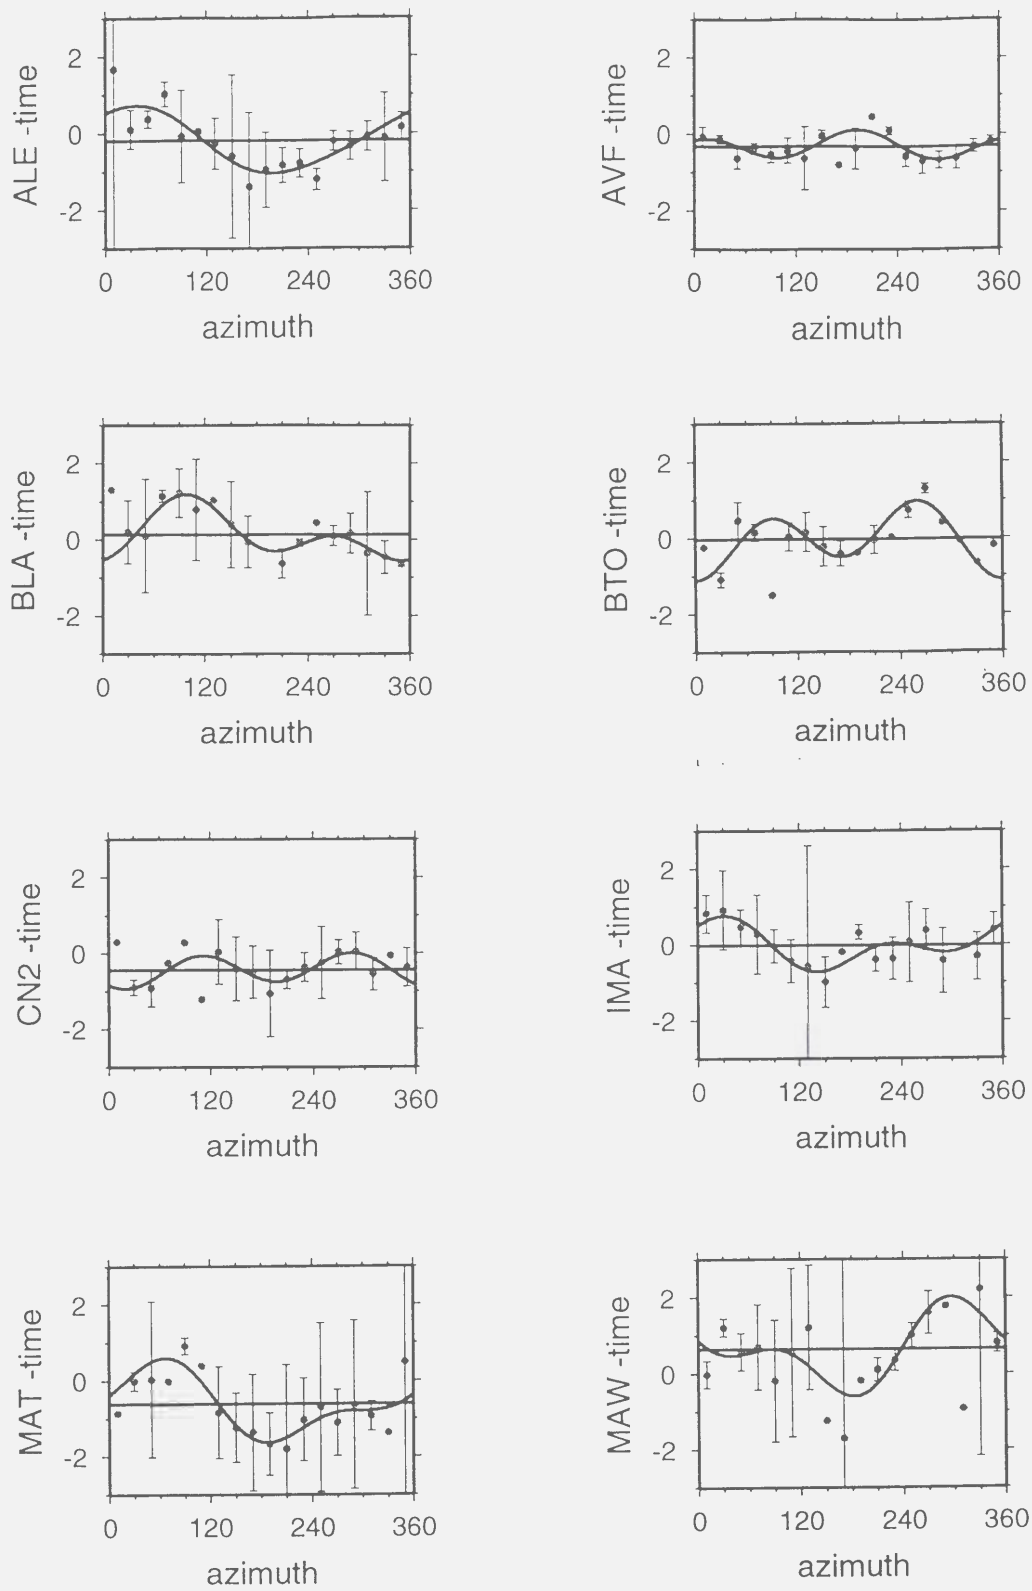 ALE -time
2
0
-2
0 120 240 360
azimuth
AVF -time
2
0
-2
0 120 240 360
azimuth
BLA -time
2
0
-2
0 120 240 360
azimuth
BTO -time
2
0
-2
0 120 240 360
azimuth
CN2 -time
2
0
-2
0 120 240 360
azimuth
IMA -time
2
0
-2
0 120 240 360
azimuth
MAT -time
2
0
-2
0 120 240 360
azimuth
MAW -time
2
0
-2
0 120 240 360
azimuth